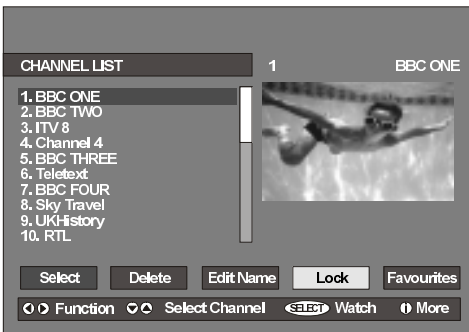 CHANNEL LIST
1 BBC ONE
1. BBC ONE
2. BBC TWO
3. ITV 8
4. Channel 4
5. BBC THREE
6. Teletext
7. BBC FOUR
8. Sky Travel
9. UKHistory
10. RTL
Select Delete Edit Name Lock Favourites
Function Select Channel SELECT Watch i More